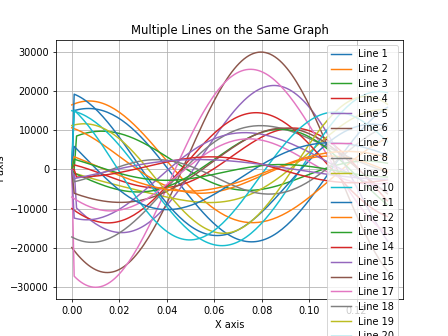 Multiple Lines on the Same Graph
30000
20000
10000
0
−10000
−20000
−30000
0.00
0.02
0.04
0.06
0.08
0.10
X axis
Line 1
Line 2
Line 3
Line 4
Line 5
Line 6
Line 7
Line 8
Line 9
Line 10
Line 11
Line 12
Line 13
Line 14
Line 15
Line 16
Line 17
Line 18
Line 19
Line 20